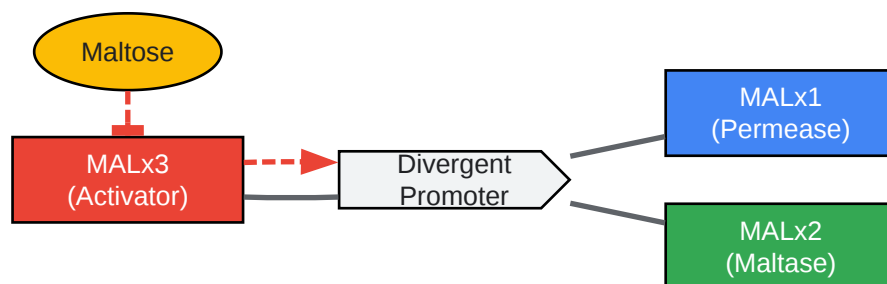 Maltose
MALx3
(Activator)
Divergent
Promoter
MALx1
(Permease)
MALx2
(Maltase)